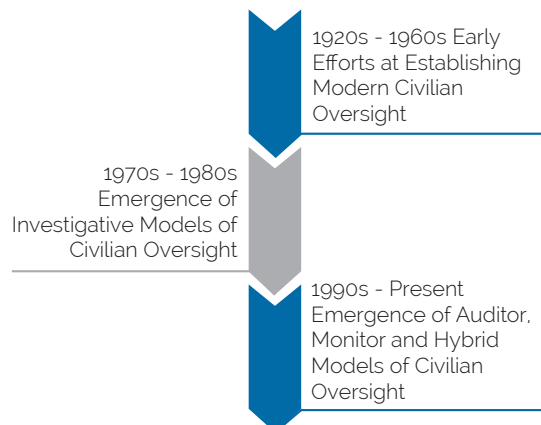 1920s - 1960s Early
Efforts at Establishing
Modern Civilian
Oversight
1970s - 1980s
Emergence of
Investigative Models of
Civilian Oversight
1990s - Present
Emergence of Auditor,
Monitor and Hybrid
Models of Civilian
Oversight